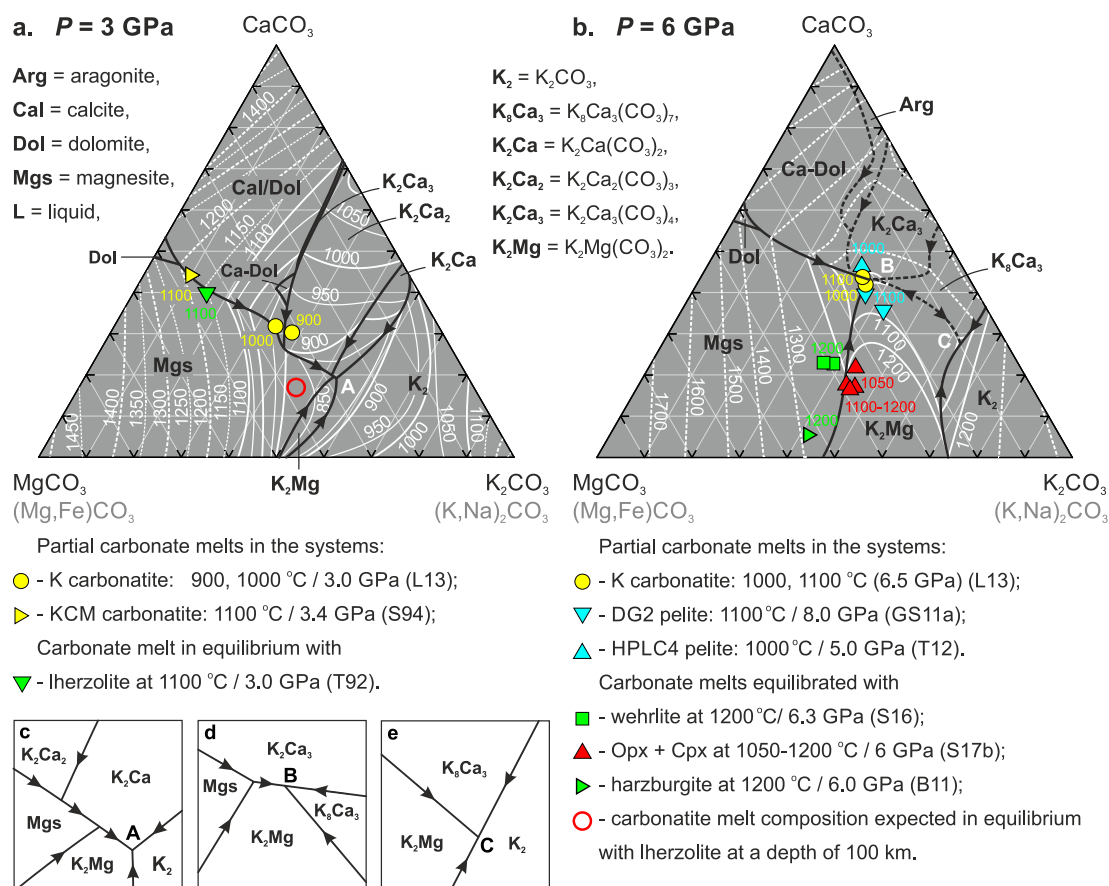 a. P = 3 GPa
CaCO₃
Arg = aragonite,
Cal = calcite,
Dol = dolomite,
Mgs = magnesite,
L = liquid,
1400
Cal/Dol
1200
1150
1100
K₂Ca₃
1050
K₂Ca₂
1000
K₂Ca
Dol
Ca-Dol
950
1100
1100
900
1000
900
Mgs
A
K₂
850
900
950
1000
1050
1100
1450
1400
1350
1300
1250
1200
1100
K₂Mg
MgCO₃
K₂CO₃
(Mg,Fe)CO₃
(K,Na)₂CO₃
Partial carbonate melts in the systems:
- K carbonatite: 900, 1000 °C / 3.0 GPa (L13);
- KCM carbonatite: 1100 °C / 3.4 GPa (S94);
Carbonate melt in equilibrium with
- lherzolite at 1100 °C / 3.0 GPa (T92).
K₂ = K₂CO₃,
K₈Ca₃ = K₈Ca₃(CO₃)₇,
K₂Ca = K₂Ca(CO₃)₂,
K₂Ca₂ = K₂Ca₂(CO₃)₃,
K₂Ca₃ = K₂Ca₃(CO₃)₄,
K₂Mg = K₂Mg(CO₃)₂.
b. P = 6 GPa
CaCO₃
Arg
Ca-Dol
K₂Ca₃
Dol
1000
B
K₈Ca₃
1100
1000
1100
1100
C
Mgs
1200
1200
1300
1400
1500
1600
1700
1050
1100-1200
1200
K₂Mg
K₂
1200
MgCO₃
K₂CO₃
(Mg,Fe)CO₃
(K,Na)₂CO₃
Partial carbonate melts in the systems:
- K carbonatite: 1000, 1100 °C (6.5 GPa) (L13);
- DG2 pelite: 1100 °C / 8.0 GPa (GS11a);
- HPLC4 pelite: 1000 °C / 5.0 GPa (T12).
Carbonate melts equilibrated with
- wehrlite at 1200 °C/ 6.3 GPa (S16);
- Opx + Cpx at 1050-1200 °C / 6 GPa (S17b);
- harzburgite at 1200 °C / 6.0 GPa (B11);
- carbonatite melt composition expected in equilibrium
with lherzolite at a depth of 100 km.
c
K₂Ca₂
K₂Ca
Mgs
A
K₂Mg
K₂
d
K₂Ca₃
Mgs
B
K₈Ca₃
K₂Mg
e
K₈Ca₃
K₂Mg
C
K₂